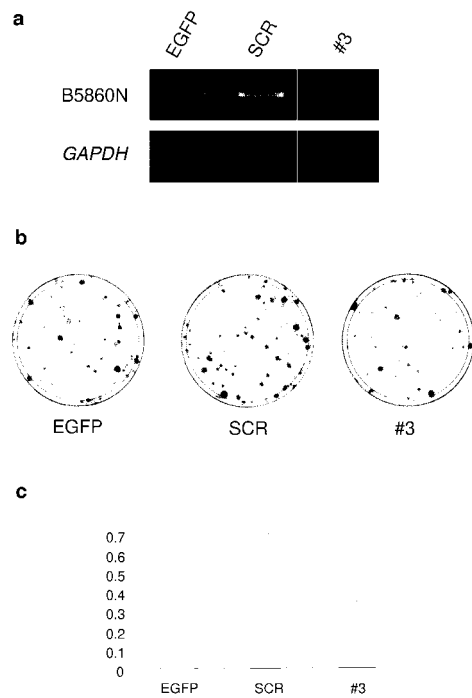 a
EGFP SCR #3
B5860N
GAPDH
b
EGFP SCR #3
c
0.7
0.6
0.5
0.4
0.3
0.2
0.1
0
EGFP SCR #3